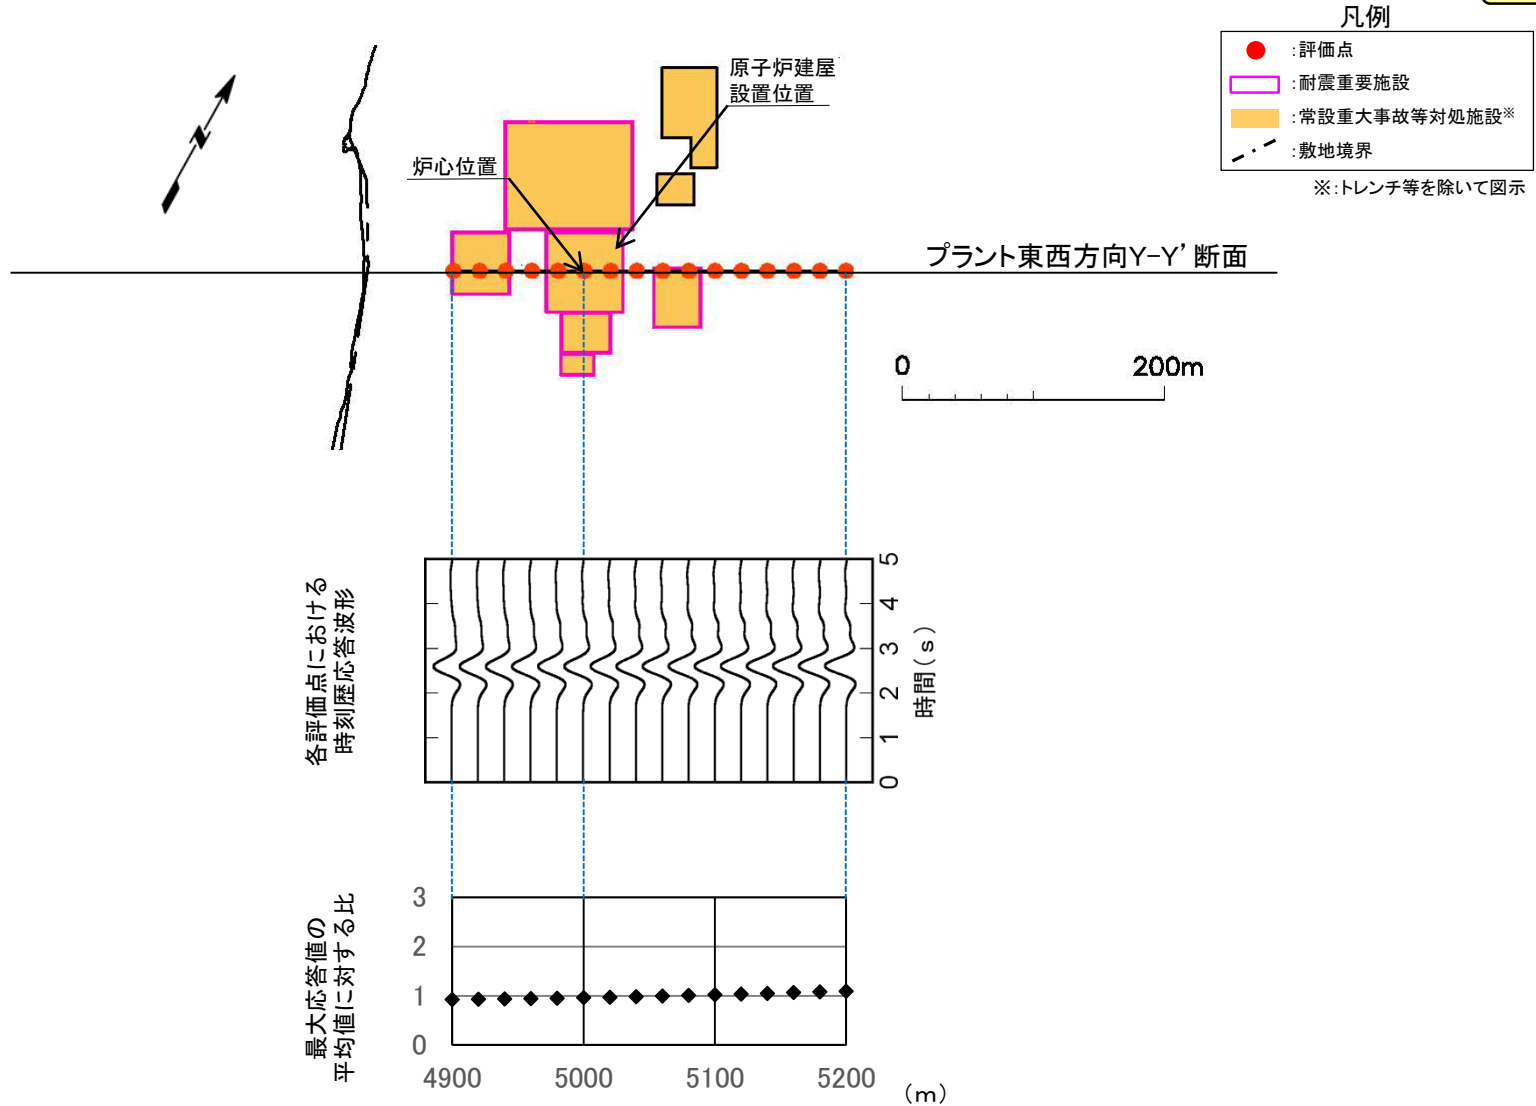 凡例
:評価点
:耐震重要施設
:常設重大事故等対処施設※
:敷地境界
※:トレンチ等を除いて図示
原子炉建屋
設置位置
炉心位置
N
プラント東西方向Y-Y’断面
0 200m
各評価点における
時刻歴応答波形
5
4
3
2
1
0
時間(s)
最大応答値の
平均値に対する比
3
2
1
0
4900 5000 5100 5200 (m)